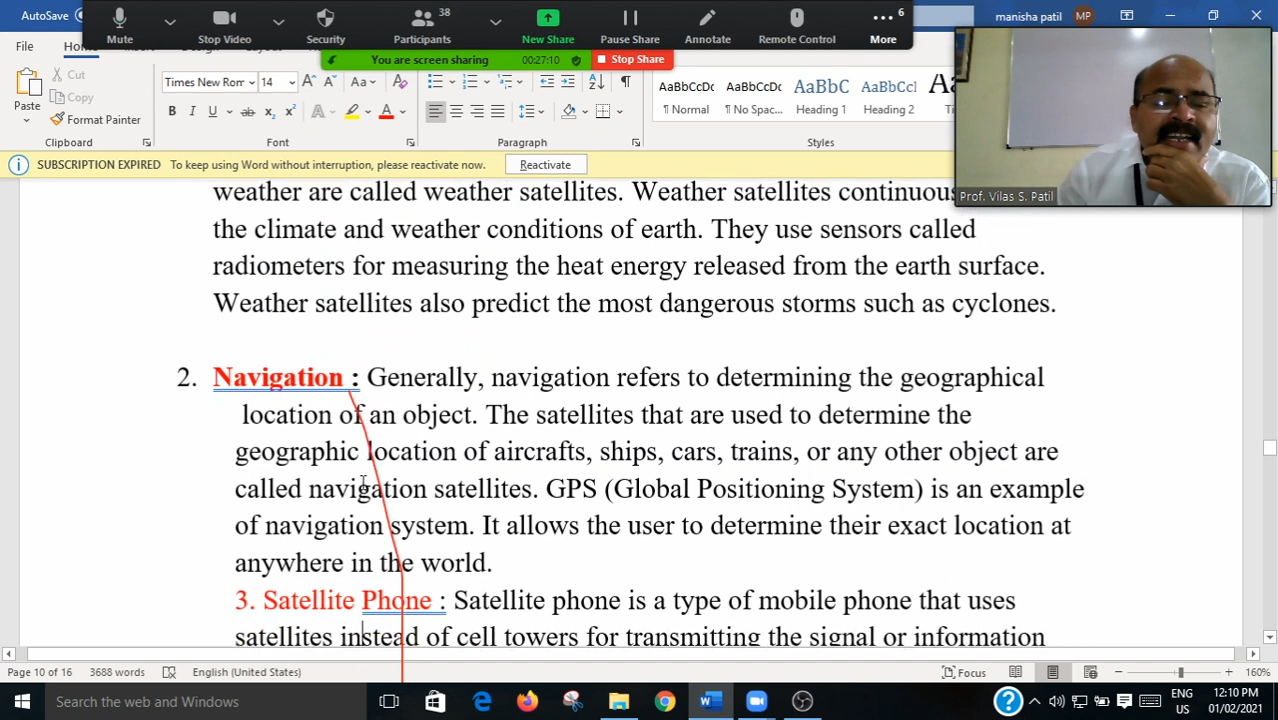 AutoSave
38
6
manisha patil
MP
Mute
Stop Video
Security
Participants
New Share
Pause Share
Annotate
Remote Control
More
You are screen sharing
00:27:10
Stop Share
File
Home
Cut
Copy
Format Painter
Paste
Clipboard
Times New Rom
14
Aa
B I U ab x₂ x² A A
Font
Paragraph
AaBbCcDc
AaBbCcDc
AaBbC
AaBbCcl
¶ Normal
¶ No Spac...
Heading 1
Heading 2
Styles
Prof. Vilas S. Patil
SUBSCRIPTION EXPIRED To keep using Word without interruption, please reactivate now.
Reactivate
weather are called weather satellites. Weather satellites
the climate and weather conditions of earth. They use sensors called
radiometers for measuring the heat energy released from the earth surface.
Weather satellites also predict the most dangerous storms such as cyclones.
2. Navigation : Generally, navigation refers to determining the geographical
location of an object. The satellites that are used to determine the
geographic location of aircrafts, ships, cars, trains, or any other object are
called navigation satellites. GPS (Global Positioning System) is an example
of navigation system. It allows the user to determine their exact location at
anywhere in the world.
3. Satellite Phone : Satellite phone is a type of mobile phone that uses
satellites instead of cell towers for transmitting the signal or information
Page 10 of 16
3688 words
English (United States)
Focus
160%
Search the web and Windows
ENG
US
12:10 PM
01/02/2021